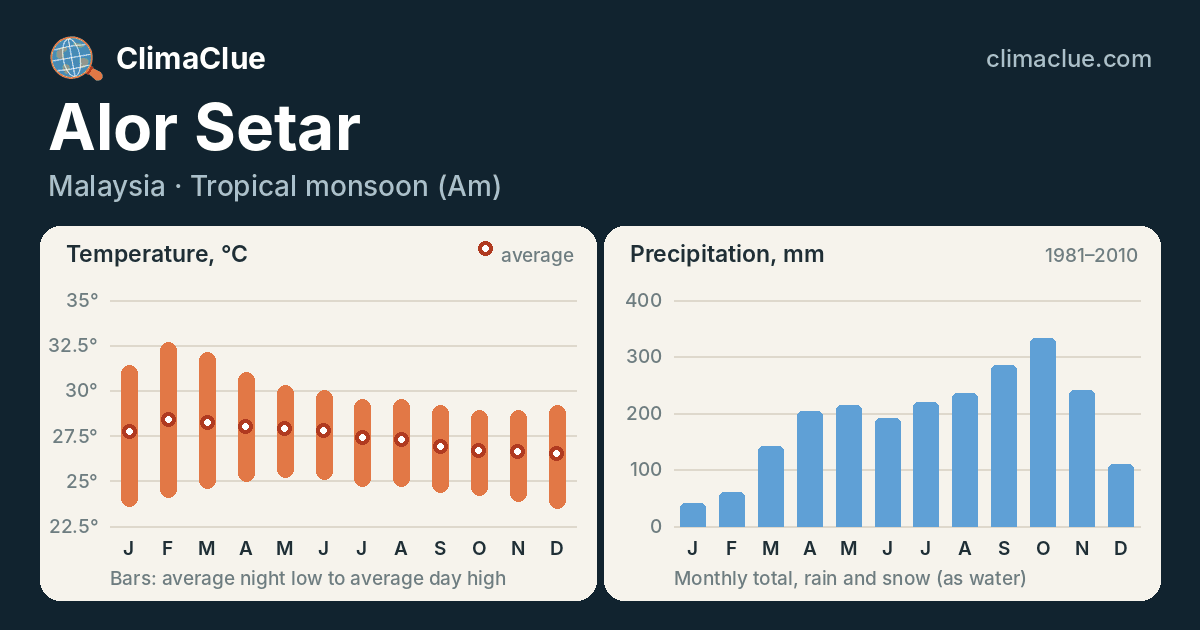 ClimaClue
climaclue.com
Alor Setar
Malaysia · Tropical monsoon (Am)
Temperature, °C
average
35°
32.5°
30°
27.5°
25°
22.5°
J F M A M J J A S O N D
Bars: average night low to average day high
Precipitation, mm
1981–2010
400
300
200
100
0
J F M A M J J A S O N D
Monthly total, rain and snow (as water)